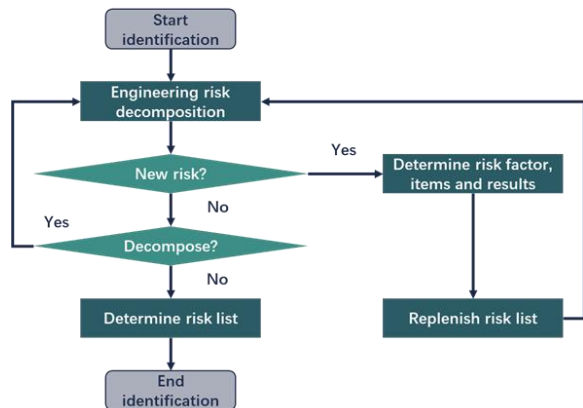 Start
identification
Engineering risk
decomposition
New risk?
Yes
Determine risk factor,
items and results
No
Yes
Decompose?
No
Determine risk list
Replenish risk list
End
identification